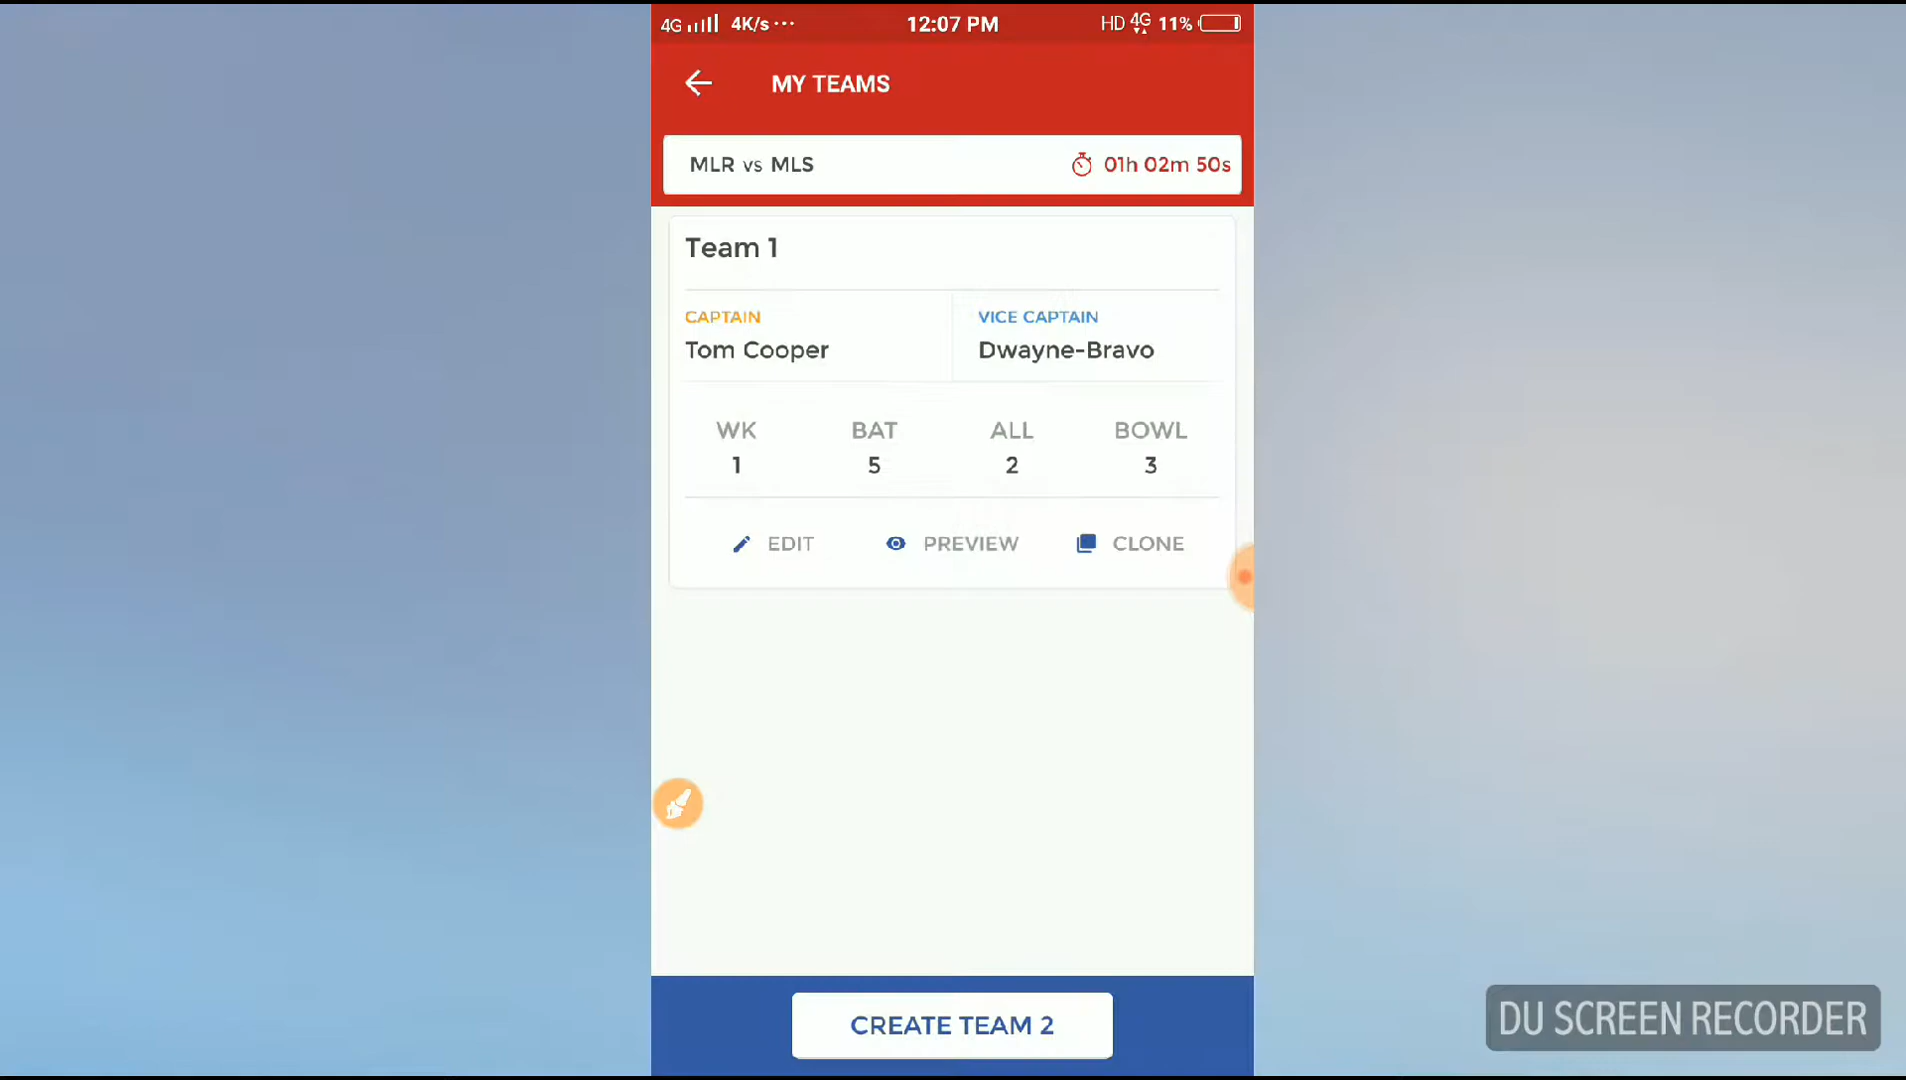 4G 4K/s ··· 12:07 PM HD 4G 11%
MY TEAMS
MLR vs MLS 01h 02m 50s
Team 1
CAPTAIN VICE CAPTAIN
Tom Cooper Dwayne-Bravo
WK BAT ALL BOWL
1 5 2 3
EDIT PREVIEW CLONE
CREATE TEAM 2
DU SCREEN RECORDER